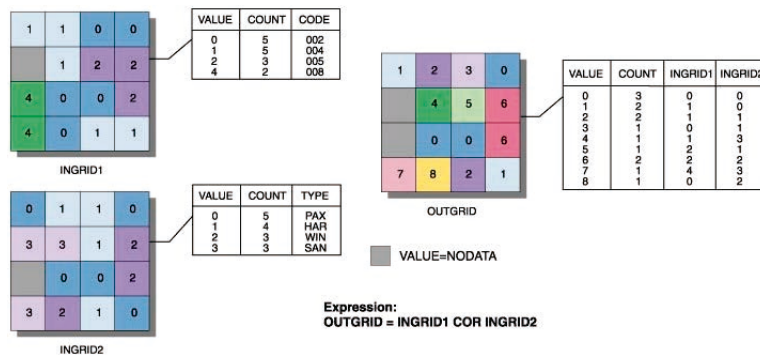 1 1 0 0
1 2 2
4 0 0 2
4 0 1 1
INGRID1
VALUE COUNT CODE
0 5 002
1 5 004
2 3 005
4 2 008
0 1 1 0
3 3 1 2
0 0 2
3 2 1 0
INGRID2
VALUE COUNT TYPE
0 5 PAX
1 4 HAR
2 3 WIN
3 3 SAN
1 2 3 0
4 5 6
0 0 6
7 8 2 1
OUTGRID
VALUE COUNT INGRID1 INGRID2
0 3 0 0
1 2 1 0
2 2 1 1
3 1 0 1
4 1 1 3
5 1 2 1
6 2 2 2
7 1 4 3
8 1 0 2
VALUE=NODATA
Expression:
OUTGRID = INGRID1 COR INGRID2